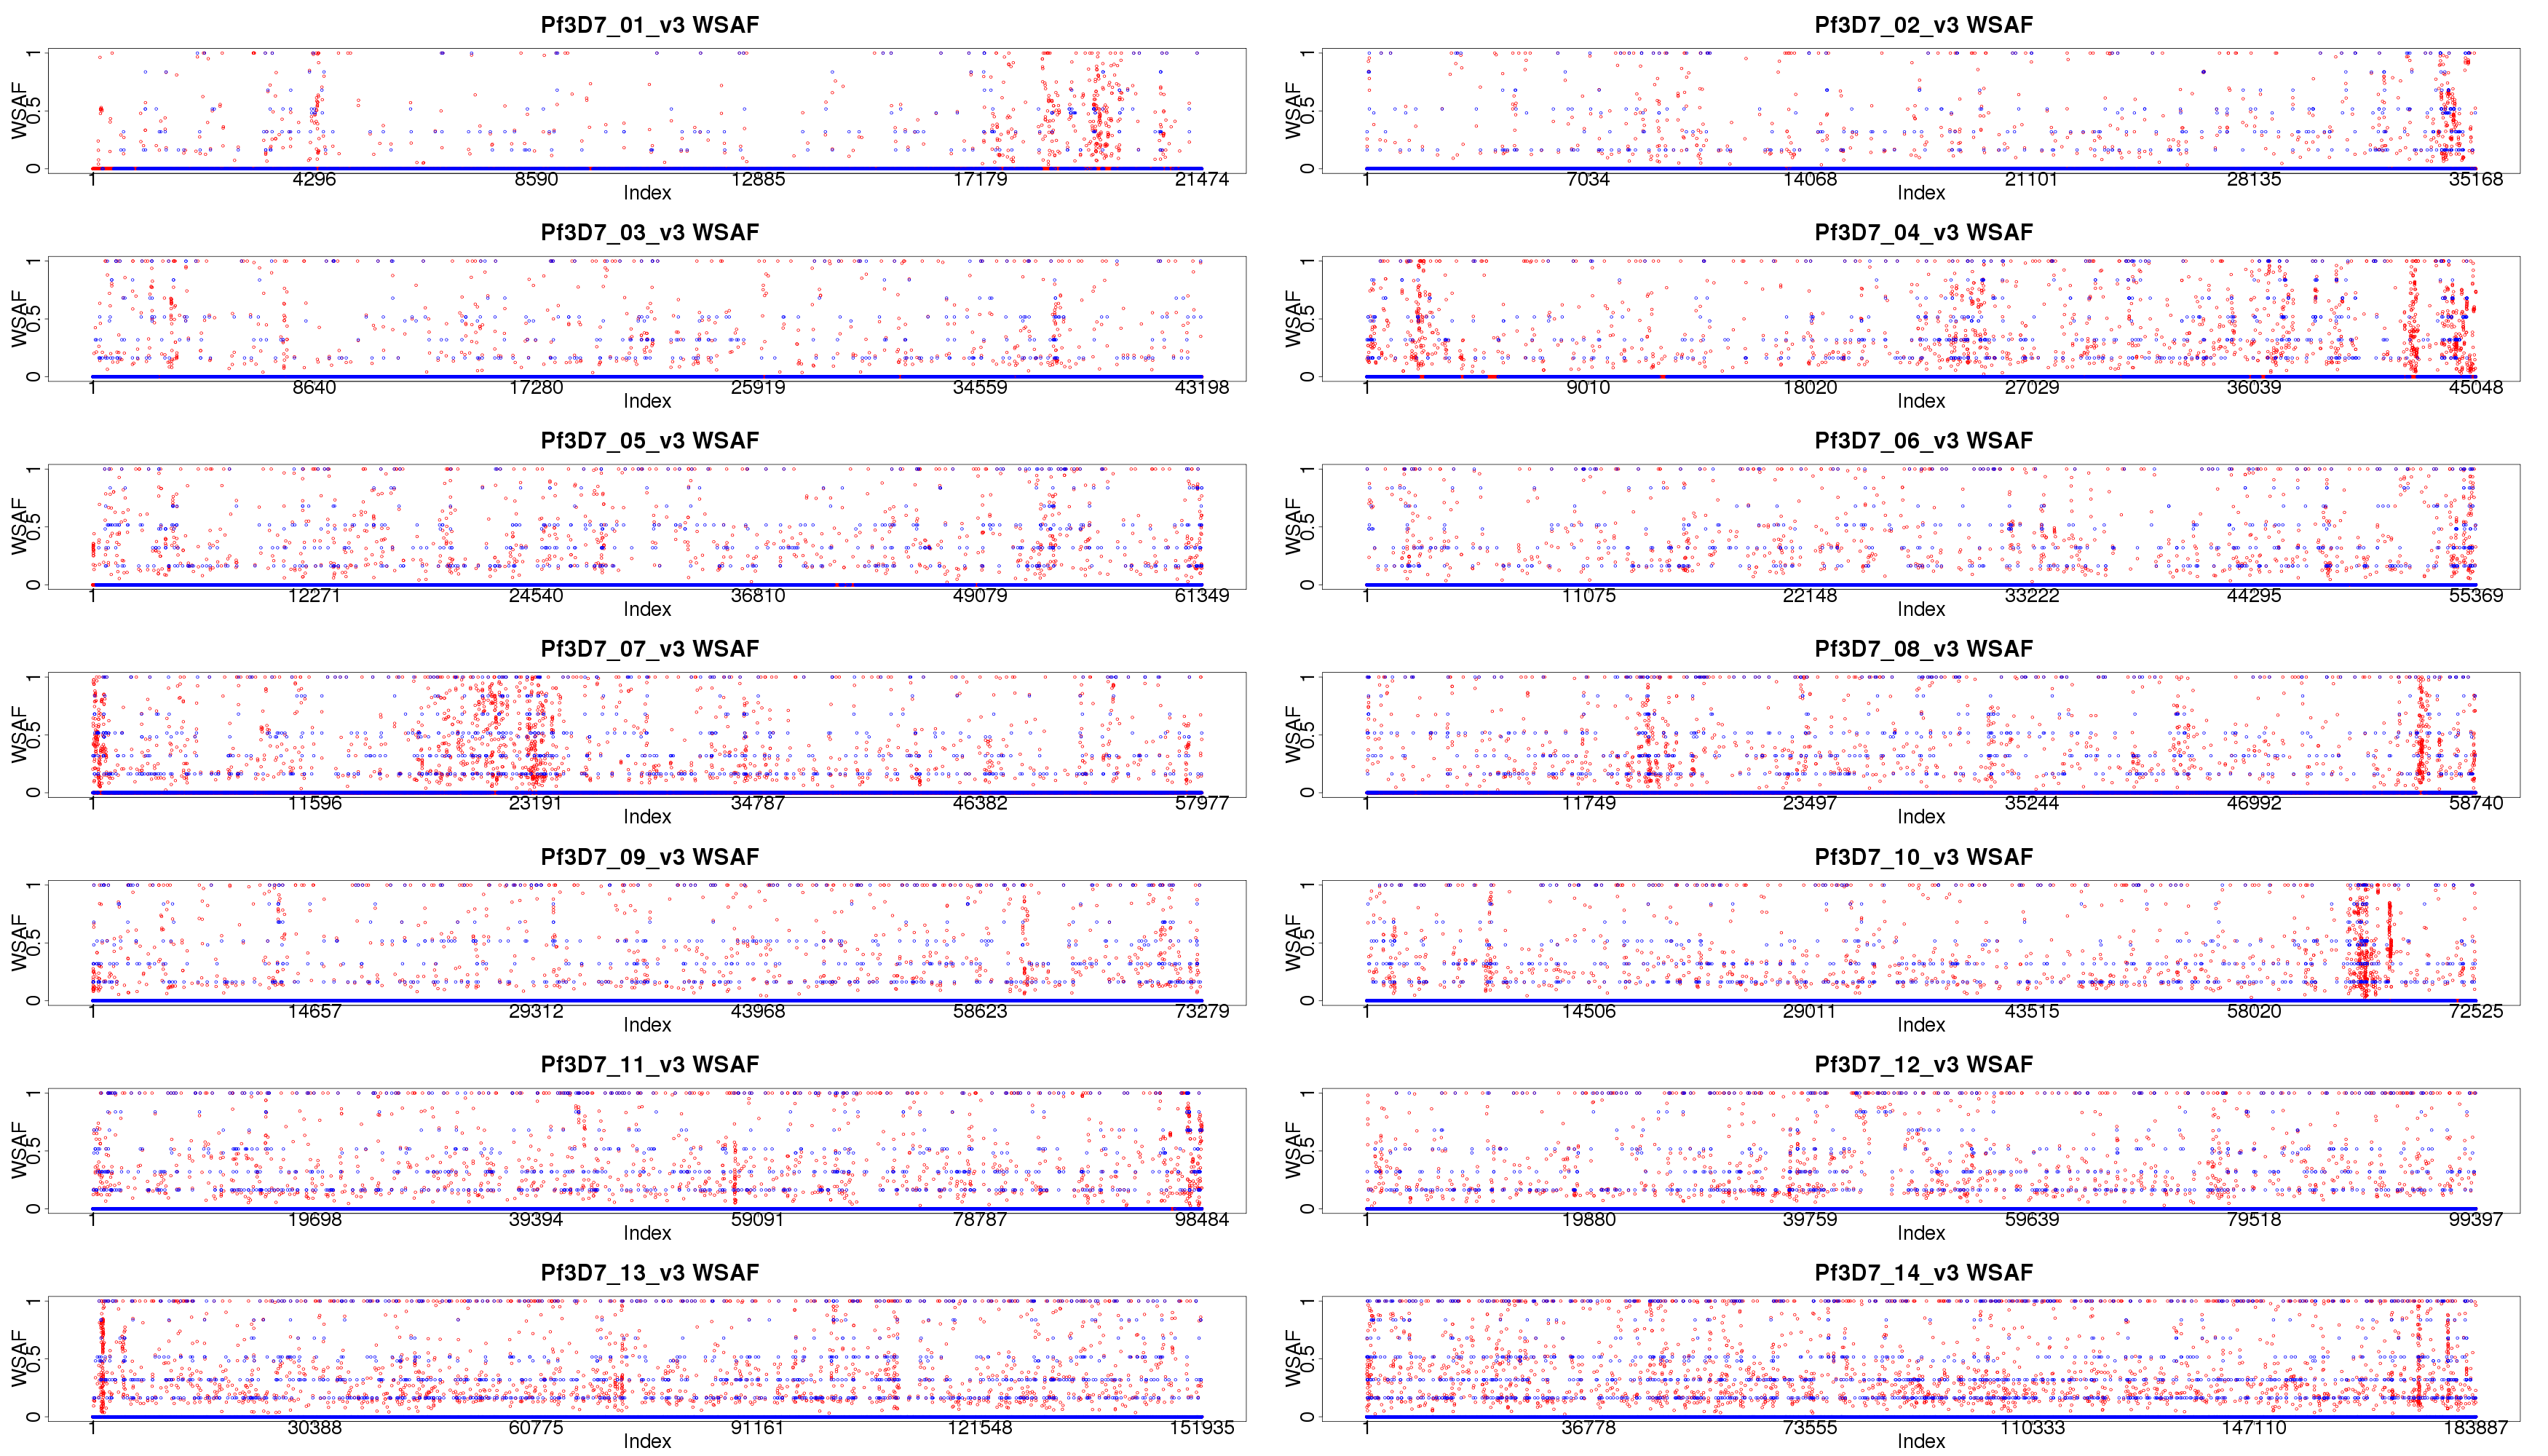 Pf3D7_01_v3 WSAF
WSAF
0 0.5 1
1 4296 8590 12885 17179 21474
Index
Pf3D7_02_v3 WSAF
WSAF
0 0.5 1
1 7034 14068 21101 28135 35168
Index
Pf3D7_03_v3 WSAF
WSAF
0 0.5 1
1 8640 17280 25919 34559 43198
Index
Pf3D7_04_v3 WSAF
WSAF
0 0.5 1
1 9010 18020 27029 36039 45048
Index
Pf3D7_05_v3 WSAF
WSAF
0 0.5 1
1 12271 24540 36810 49079 61349
Index
Pf3D7_06_v3 WSAF
WSAF
0 0.5 1
1 11075 22148 33222 44295 55369
Index
Pf3D7_07_v3 WSAF
WSAF
0 0.5 1
1 11596 23191 34787 46382 57977
Index
Pf3D7_08_v3 WSAF
WSAF
0 0.5 1
1 11749 23497 35244 46992 58740
Index
Pf3D7_09_v3 WSAF
WSAF
0 0.5 1
1 14657 29312 43968 58623 73279
Index
Pf3D7_10_v3 WSAF
WSAF
0 0.5 1
1 14506 29011 43515 58020 72525
Index
Pf3D7_11_v3 WSAF
WSAF
0 0.5 1
1 19698 39394 59091 78787 98484
Index
Pf3D7_12_v3 WSAF
WSAF
0 0.5 1
1 19880 39759 59639 79518 99397
Index
Pf3D7_13_v3 WSAF
WSAF
0 0.5 1
1 30388 60775 91161 121548 151935
Index
Pf3D7_14_v3 WSAF
WSAF
0 0.5 1
1 36778 73555 110333 147110 183887
Index